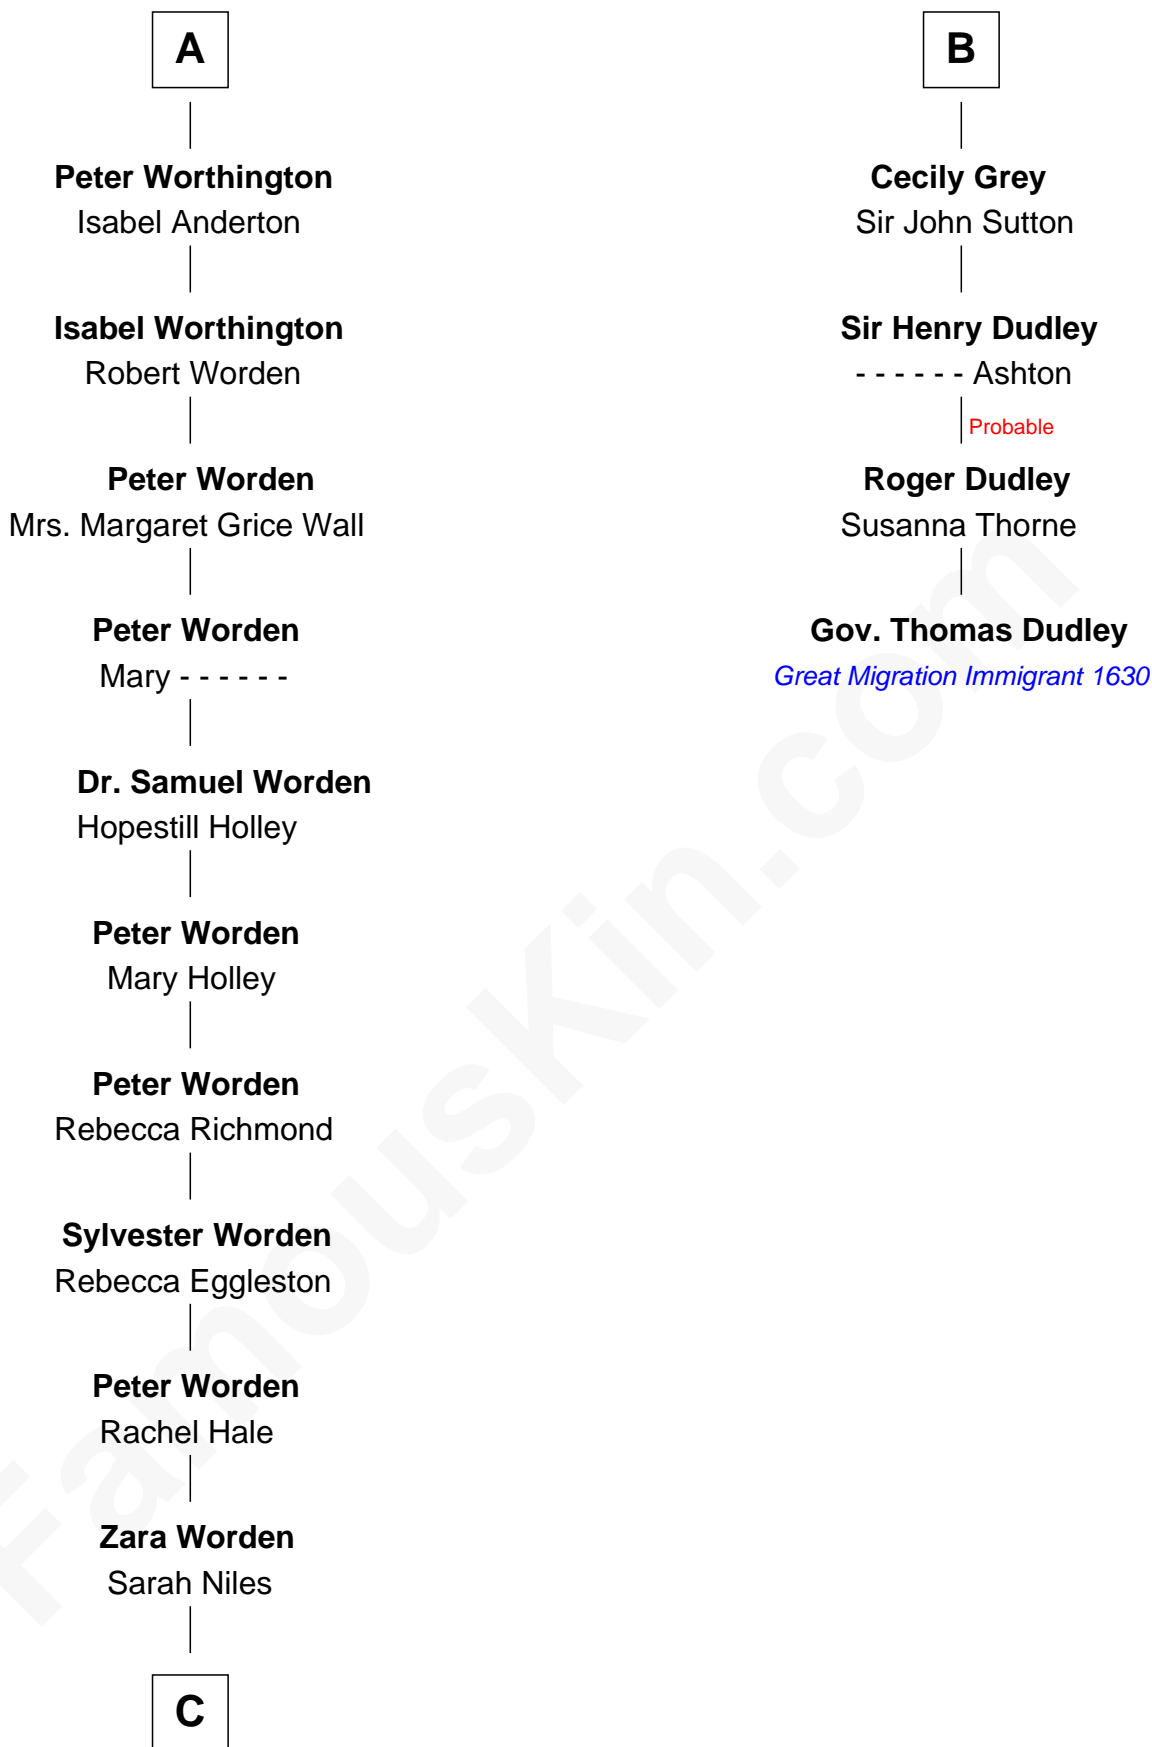 A
Peter Worthington
Isabel Anderton
Isabel Worthington
Robert Worden
Peter Worden
Mrs. Margaret Grice Wall
Peter Worden
Mary - - - - - -
Dr. Samuel Worden
Hopestill Holley
Peter Worden
Mary Holley
Peter Worden
Rebecca Richmond
Sylvester Worden
Rebecca Eggleston
Peter Worden
Rachel Hale
Zara Worden
Sarah Niles
C
B
Cecily Grey
Sir John Sutton
Sir Henry Dudley
- - - - - - Ashton
Probable
Roger Dudley
Susanna Thorne
Gov. Thomas Dudley
Great Migration Immigrant 1630
FamousKin.com